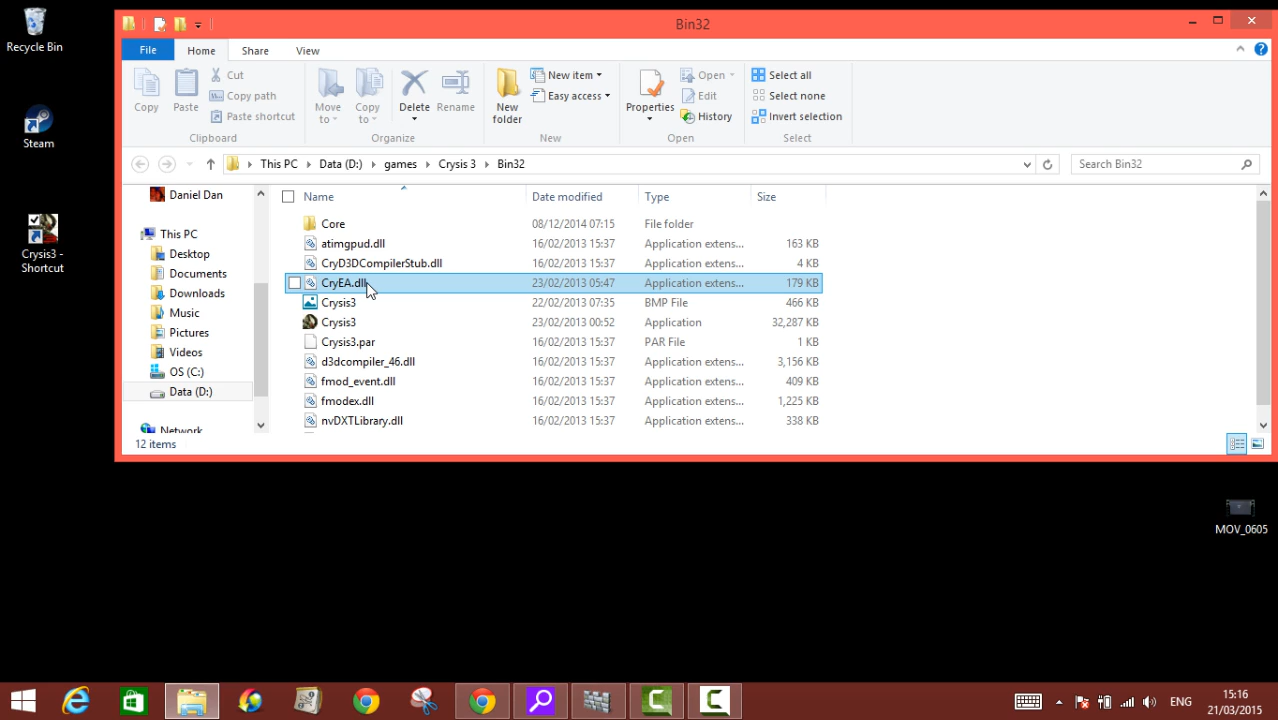 Recycle Bin
Steam
Crysis3 -
Shortcut
Bin32
File Home Share View
Copy
Paste
Cut
Copy path
Paste shortcut
Clipboard
Move
to
Copy
to
Delete
Rename
Organize
New
folder
New item
Easy access
New
Properties
Open
Edit
History
Open
Select all
Select none
Invert selection
Select
This PC Data (D:) games Crysis 3 Bin32
Search Bin32
Daniel Dan
This PC
Desktop
Documents
Downloads
Music
Pictures
Videos
OS (C:)
Data (D:)
Network
Name Date modified Type Size
Core 08/12/2014 07:15 File folder
atimgpud.dll 16/02/2013 15:37 Application extens... 163 KB
CryD3DCompilerStub.dll 16/02/2013 15:37 Application extens... 4 KB
CryEA.dll 23/02/2013 05:47 Application extens... 179 KB
Crysis3 22/02/2013 07:35 BMP File 466 KB
Crysis3 23/02/2013 00:52 Application 32,287 KB
Crysis3.par 16/02/2013 15:37 PAR File 1 KB
d3dcompiler_46.dll 16/02/2013 15:37 Application extens... 3,156 KB
fmod_event.dll 16/02/2013 15:37 Application extens... 409 KB
fmodex.dll 16/02/2013 15:37 Application extens... 1,225 KB
nvDXTLibrary.dll 16/02/2013 15:37 Application extens... 338 KB
12 items
MOV_0605
ENG
15:16
21/03/2015